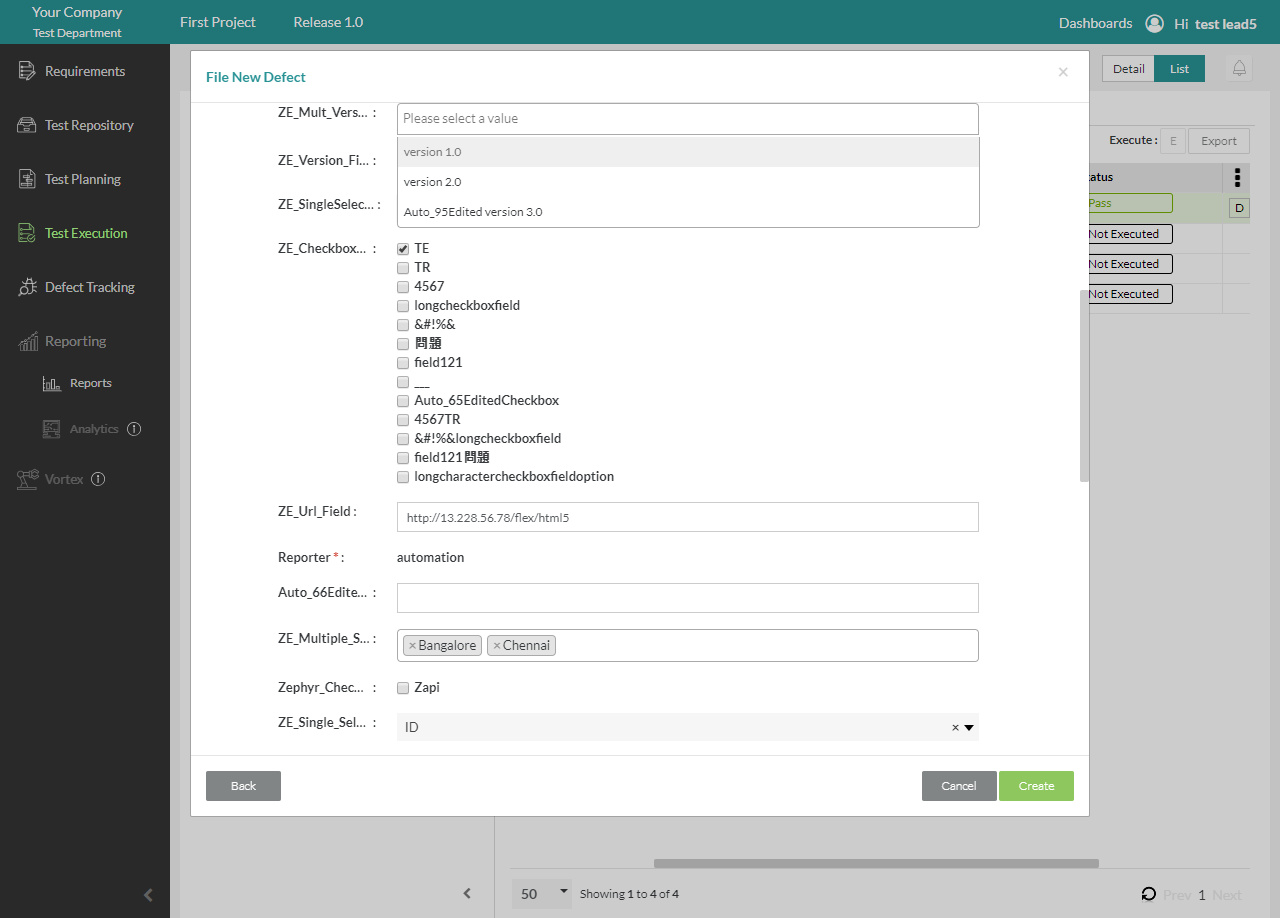 Your Company
Test Department
First Project
Release 1.0
Dashboards
Hi test lead5
Requirements
Test Repository
Test Planning
Test Execution
Defect Tracking
Reporting
Reports
Analytics
Vortex
File New Defect
×
Detail
List
Execute :
E
Export
atus
Pass
D
Not Executed
Not Executed
Not Executed
ZE_Mult_Vers... :
Please select a value
version 1.0
version 2.0
Auto_95Edited version 3.0
ZE_Version_Fi... :
ZE_SingleSelec... :
ZE_Checkbox... :
TE
TR
4567
longcheckboxfield
&#!%&
問題
field121
___
Auto_65EditedCheckbox
4567TR
&#!%&longcheckboxfield
field121問題
longcharactercheckboxfieldoption
ZE_Url_Field :
http://13.228.56.78/flex/html5
Reporter * :
automation
Auto_66Edite... :
ZE_Multiple_S... :
×Bangalore ×Chennai
Zephyr_Chec... :
Zapi
ZE_Single_Sel... :
ID
×
Back
Cancel
Create
50
Showing 1 to 4 of 4
Prev 1 Next